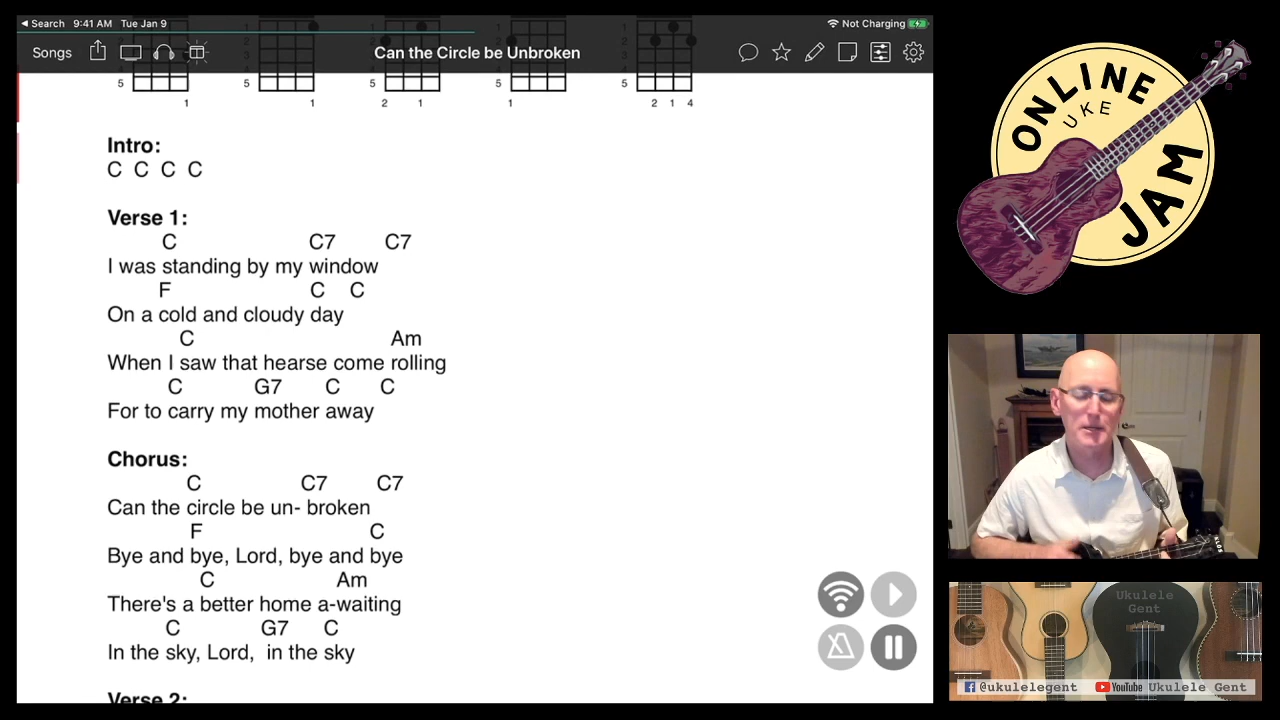 ◀ Search 9:41 AM Tue Jan 9 Not Charging
Songs Can the Circle be Unbroken
5 5 5 5 5
1 1 2 1 1 2 1 4
Intro:
C C C C
Verse 1:
C C7 C7
I was standing by my window
F C C
On a cold and cloudy day
C Am
When I saw that hearse come rolling
C G7 C C
For to carry my mother away
Chorus:
C C7 C7
Can the circle be un- broken
F C
Bye and bye, Lord, bye and bye
C Am
There's a better home a-waiting
C G7 C
In the sky, Lord, in the sky
Verse 2:
ONLINE
UKE
JAM
Ukulele
Gent
@ukulelegent YouTube Ukulele Gent